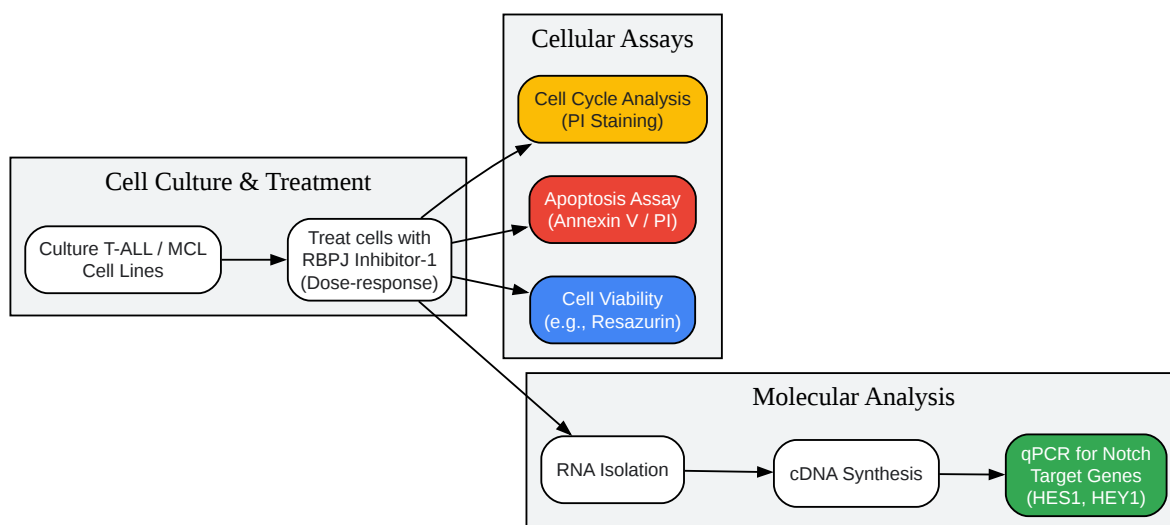 Cell Culture & Treatment
Culture T-ALL / MCL
Cell Lines
Treat cells with
RBPJ Inhibitor-1
(Dose-response)
Cellular Assays
Cell Cycle Analysis
(PI Staining)
Apoptosis Assay
(Annexin V / PI)
Cell Viability
(e.g., Resazurin)
Molecular Analysis
RNA Isolation
cDNA Synthesis
qPCR for Notch
Target Genes
(HES1, HEY1)